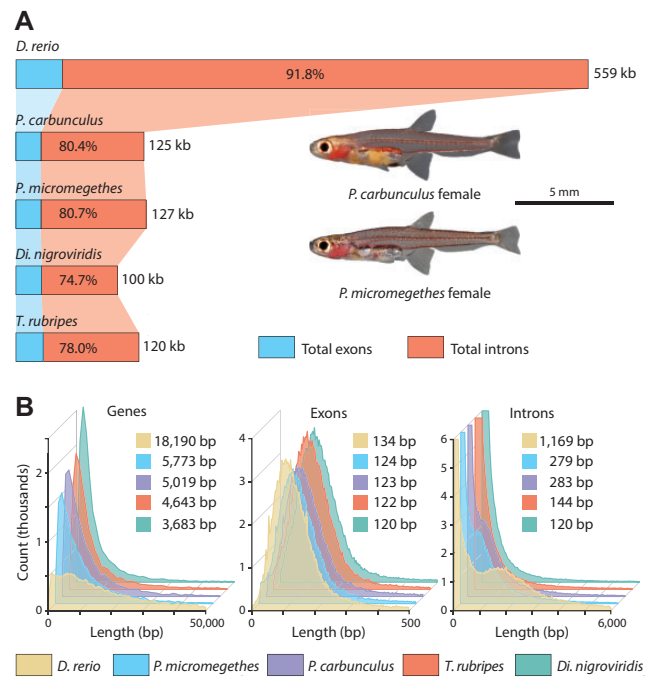 A
D. rerio
91.8%
559 kb
P. carbunculus
80.4%
125 kb
P. micromegethes
80.7%
127 kb
Di. nigroviridis
74.7%
100 kb
T. rubripes
78.0%
120 kb
P. carbunculus female
5 mm
P. micromegethes female
Total exons
Total introns
B
Genes
18,190 bp
5,773 bp
5,019 bp
4,643 bp
3,683 bp
Count (thousands)
2
1
0
0
50,000
Length (bp)
Exons
134 bp
124 bp
123 bp
122 bp
120 bp
4
3
2
1
0
0
500
Length (bp)
Introns
1,169 bp
279 bp
283 bp
144 bp
120 bp
6
5
4
3
2
1
0
0
6,000
Length (bp)
D. rerio
P. micromegethes
P. carbunculus
T. rubripes
Di. nigroviridis